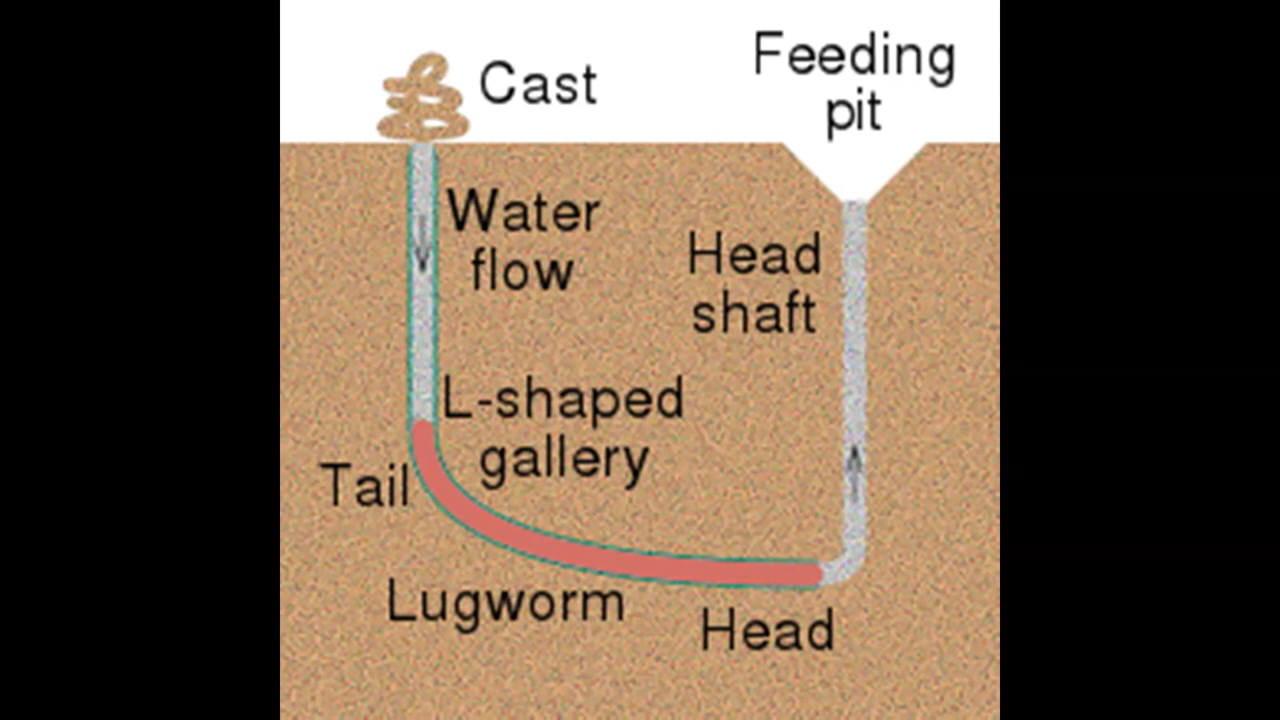 Cast
Feeding
pit
Water
flow
Head
shaft
L-shaped
gallery
Tail
Lugworm
Head